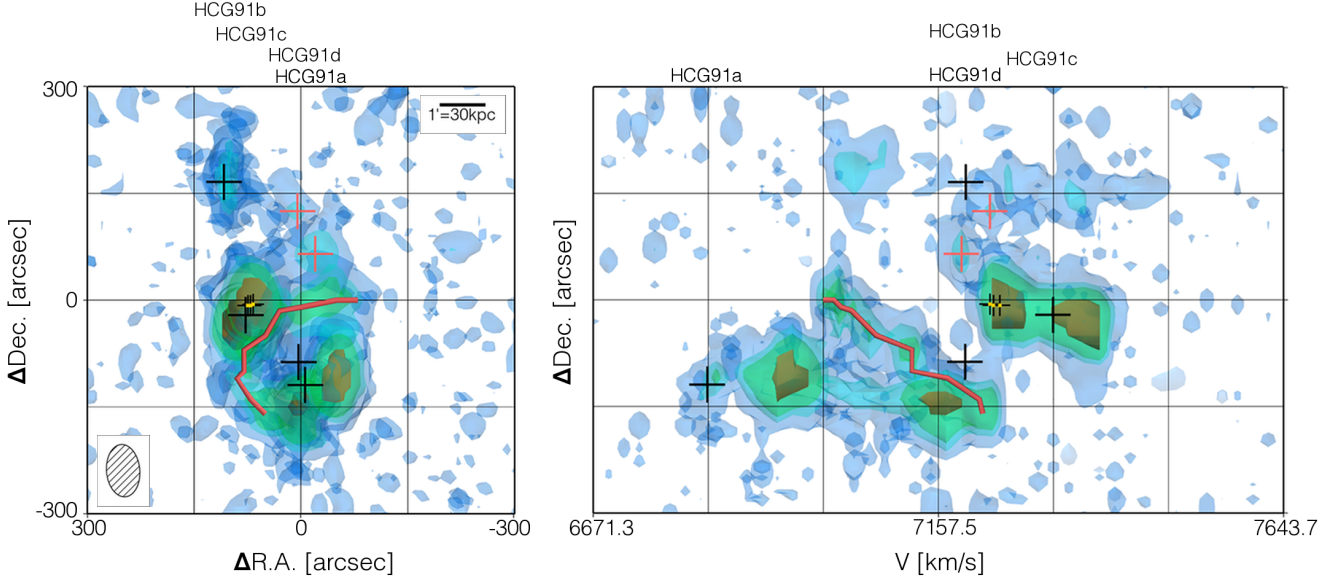 HCG91b
HCG91c
HCG91d
HCG91a
300
0
-300
300
0
-300
ΔDec. [arcsec]
ΔR.A. [arcsec]
1'=30kpc
HCG91b
HCG91c
HCG91a
HCG91d
ΔDec. [arcsec]
6671.3
7157.5
7643.7
V [km/s]